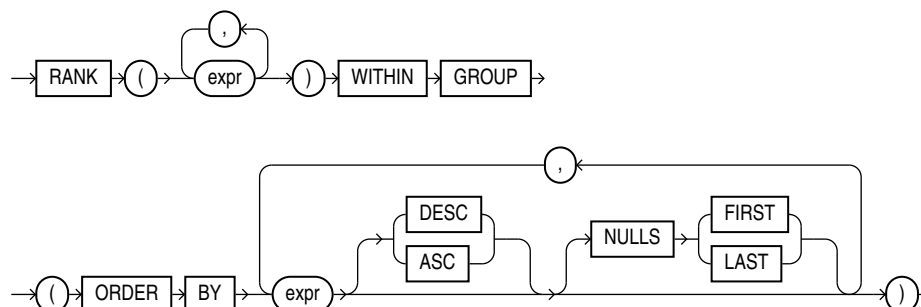 ,
RANK ( expr ) WITHIN GROUP
,
DESC FIRST
NULLS
ASC LAST
( ORDER BY expr )